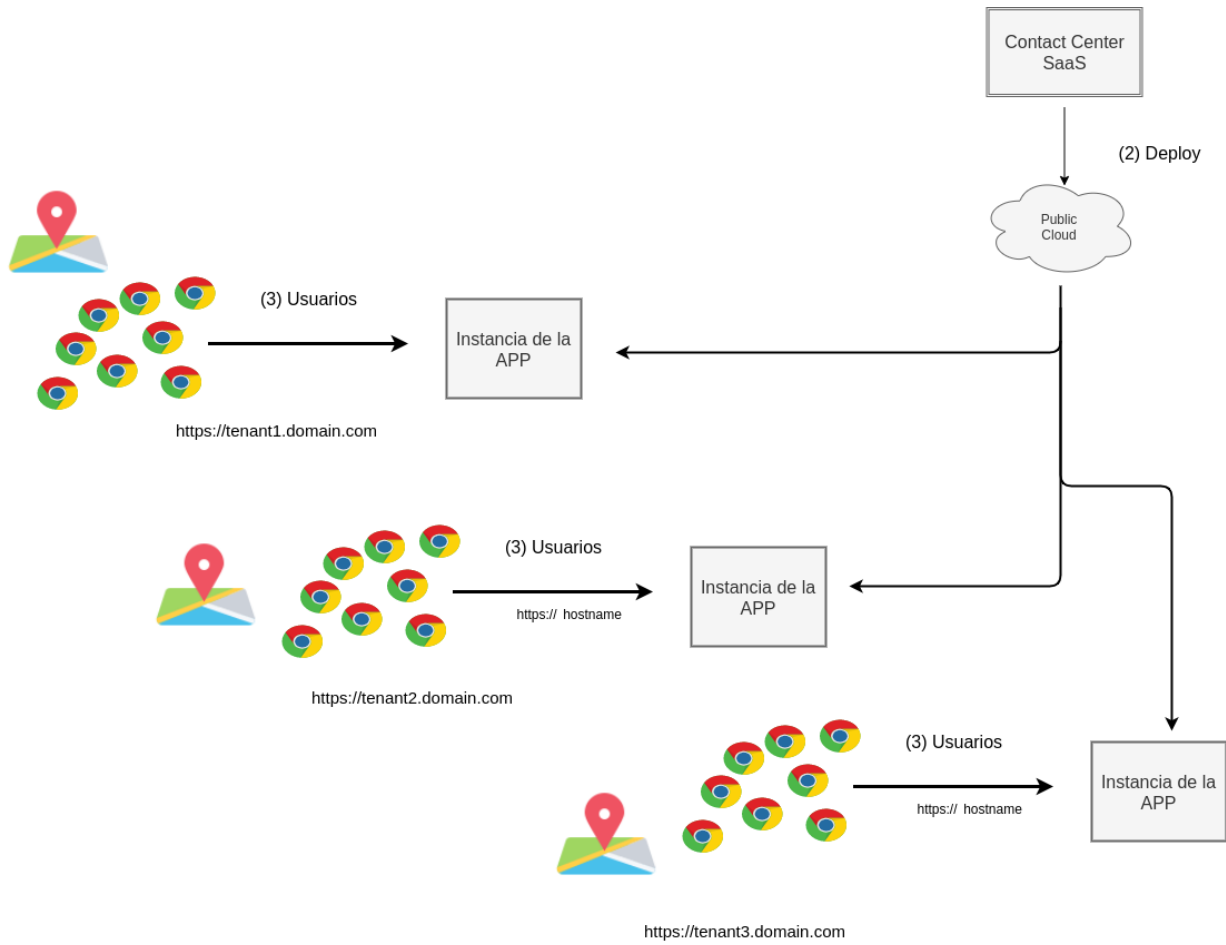 Contact Center
SaaS
(2) Deploy
Public
Cloud
(3) Usuarios
Instancia de la
APP
https://tenant1.domain.com
(3) Usuarios
https:// hostname
Instancia de la
APP
https://tenant2.domain.com
(3) Usuarios
https:// hostname
Instancia de la
APP
https://tenant3.domain.com